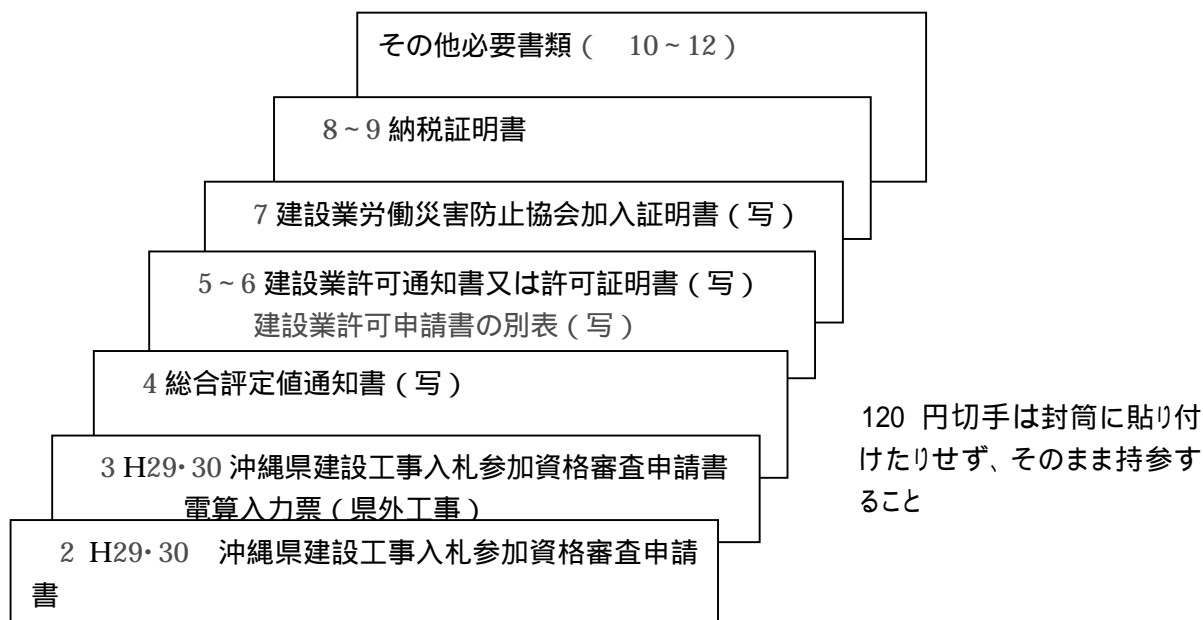 その他必要書類（　10～12）
8～9 納税証明書
7 建設業労働災害防止協会加入証明書（写）
5～6 建設業許可通知書又は許可証明書（写）
建設業許可申請書の別表（写）
4 総合評定値通知書（写）
3 H29・30 沖縄県建設工事入札参加資格審査申請書
電算入力票（県外工事）
2 H29・30　沖縄県建設工事入札参加資格審査申請
書
120 円切手は封筒に貼り付
けたりせず、そのまま持参す
ること